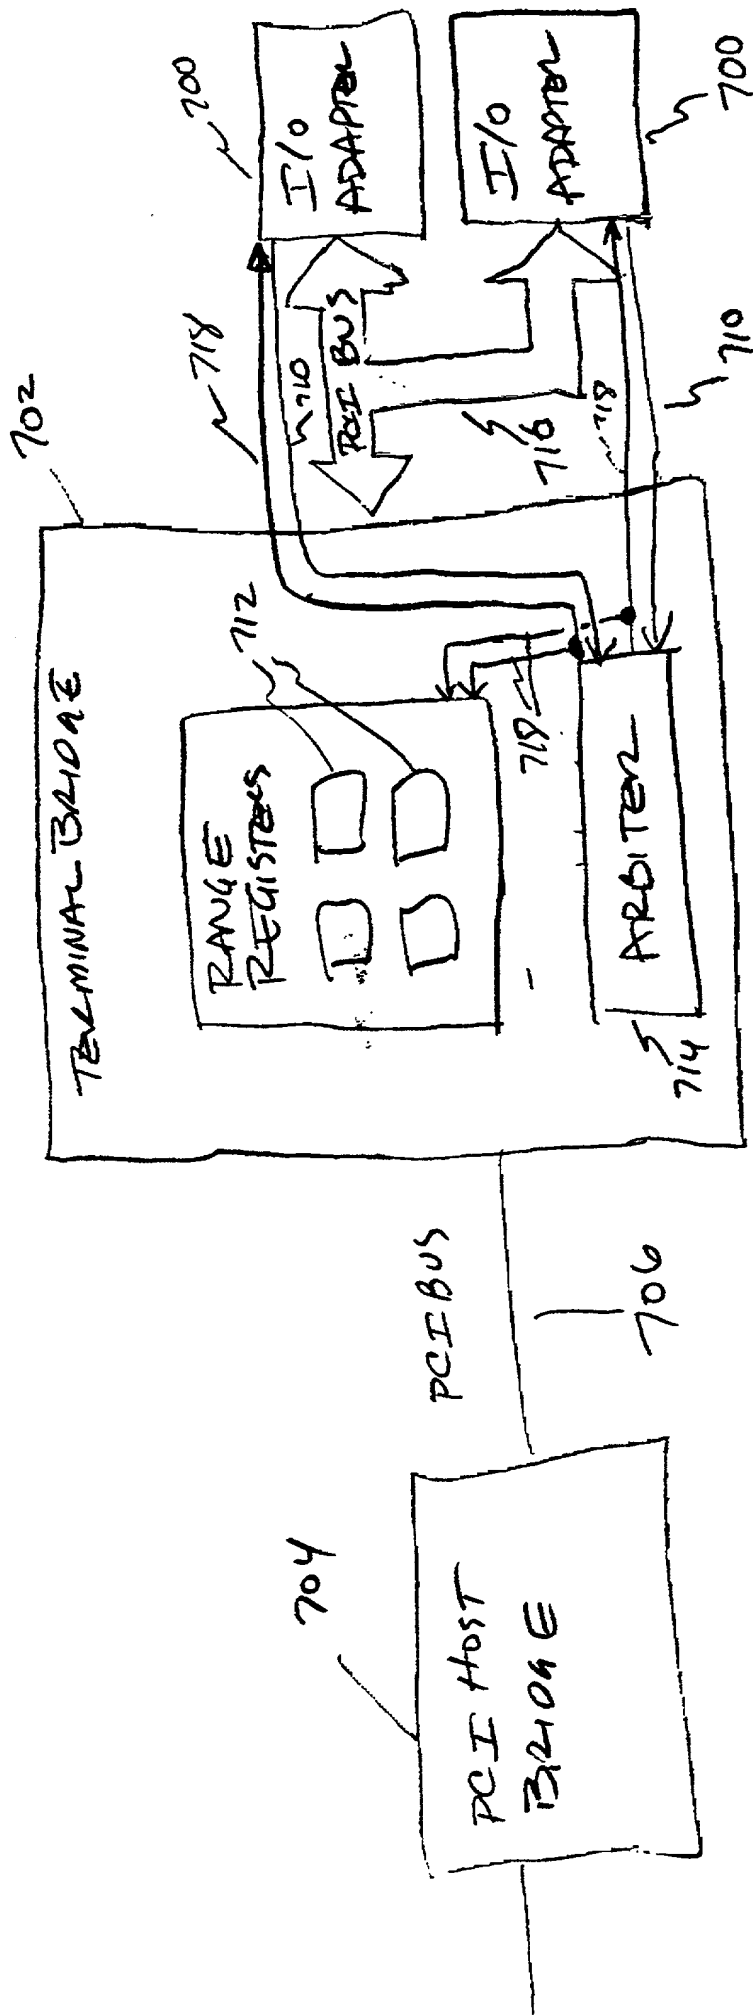 704
PCI HOST
BRIDGE
PCI BUS
706
702
TERMINAL BRIDGE
RANGE
REGISTERS
712
718
ARBITER
714
718
710
PCI BUS
716
718
710
700
I/O
ADAPTER
I/O
ADAPTER
700